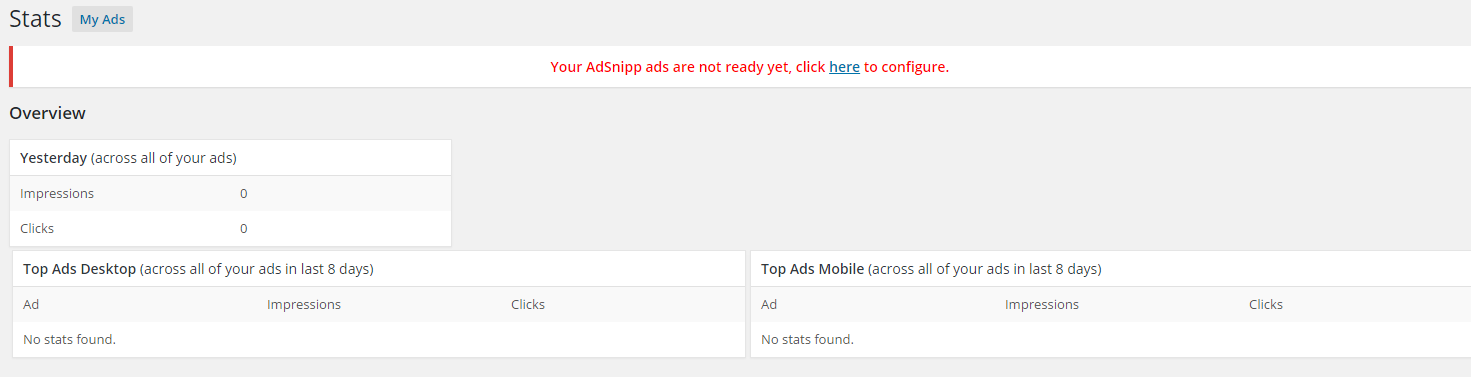 Stats My Ads
Your AdSnipp ads are not ready yet, click here to configure.
Overview
Yesterday (across all of your ads)
Impressions 0
Clicks 0
Top Ads Desktop (across all of your ads in last 8 days)
Ad Impressions Clicks
No stats found.
Top Ads Mobile (across all of your ads in last 8 days)
Ad Impressions Clicks
No stats found.